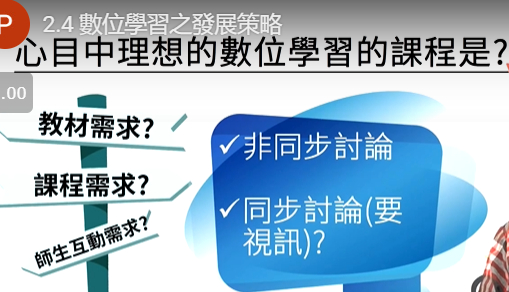 P
2.4 數位學習之發展策略
心目中理想的數位學習的課程是?
.00
教材需求?
課程需求?
師生互動需求?
✓非同步討論
✓同步討論(要
視訊)?